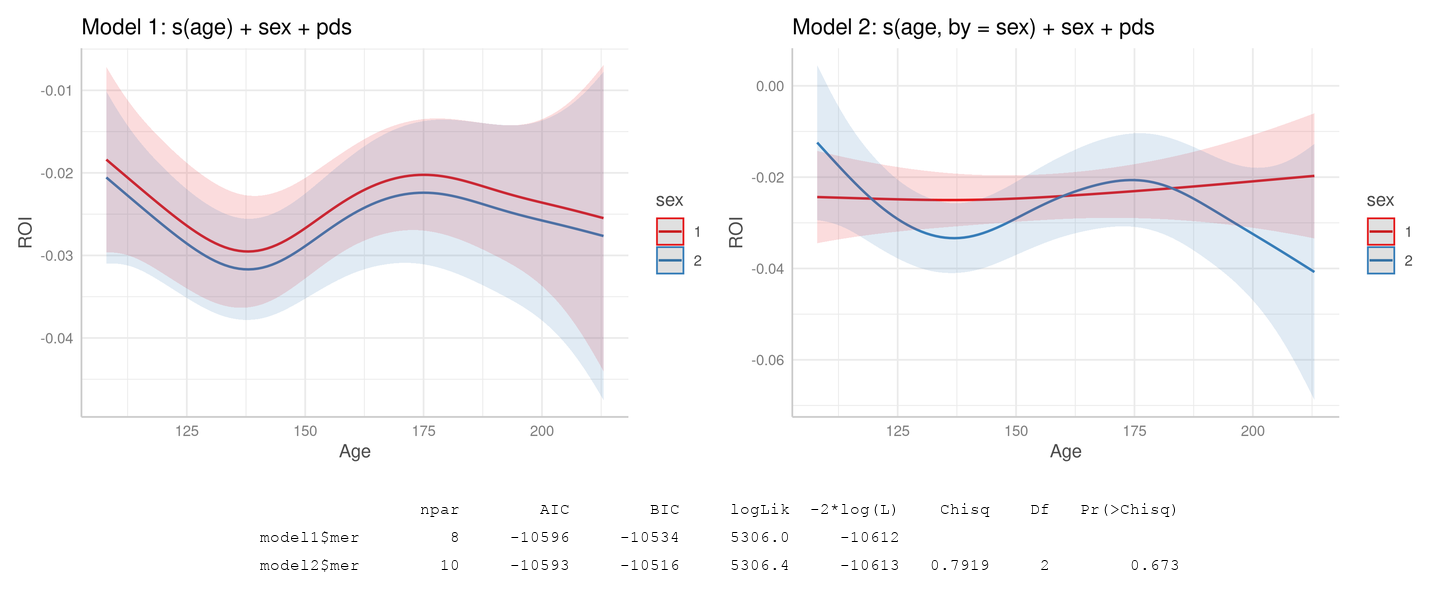 Model 1: s(age) + sex + pds
-0.01
-0.02
-0.03
-0.04
ROI
125 150 175 200
Age
sex
1
2
Model 2: s(age, by = sex) + sex + pds
0.00
-0.02
-0.04
-0.06
ROI
125 150 175 200
Age
sex
1
2
npar AIC BIC logLik -2*log(L) Chisq Df Pr(>Chisq)
model1$mer 8 -10596 -10534 5306.0 -10612
model2$mer 10 -10593 -10516 5306.4 -10613 0.7919 2 0.673